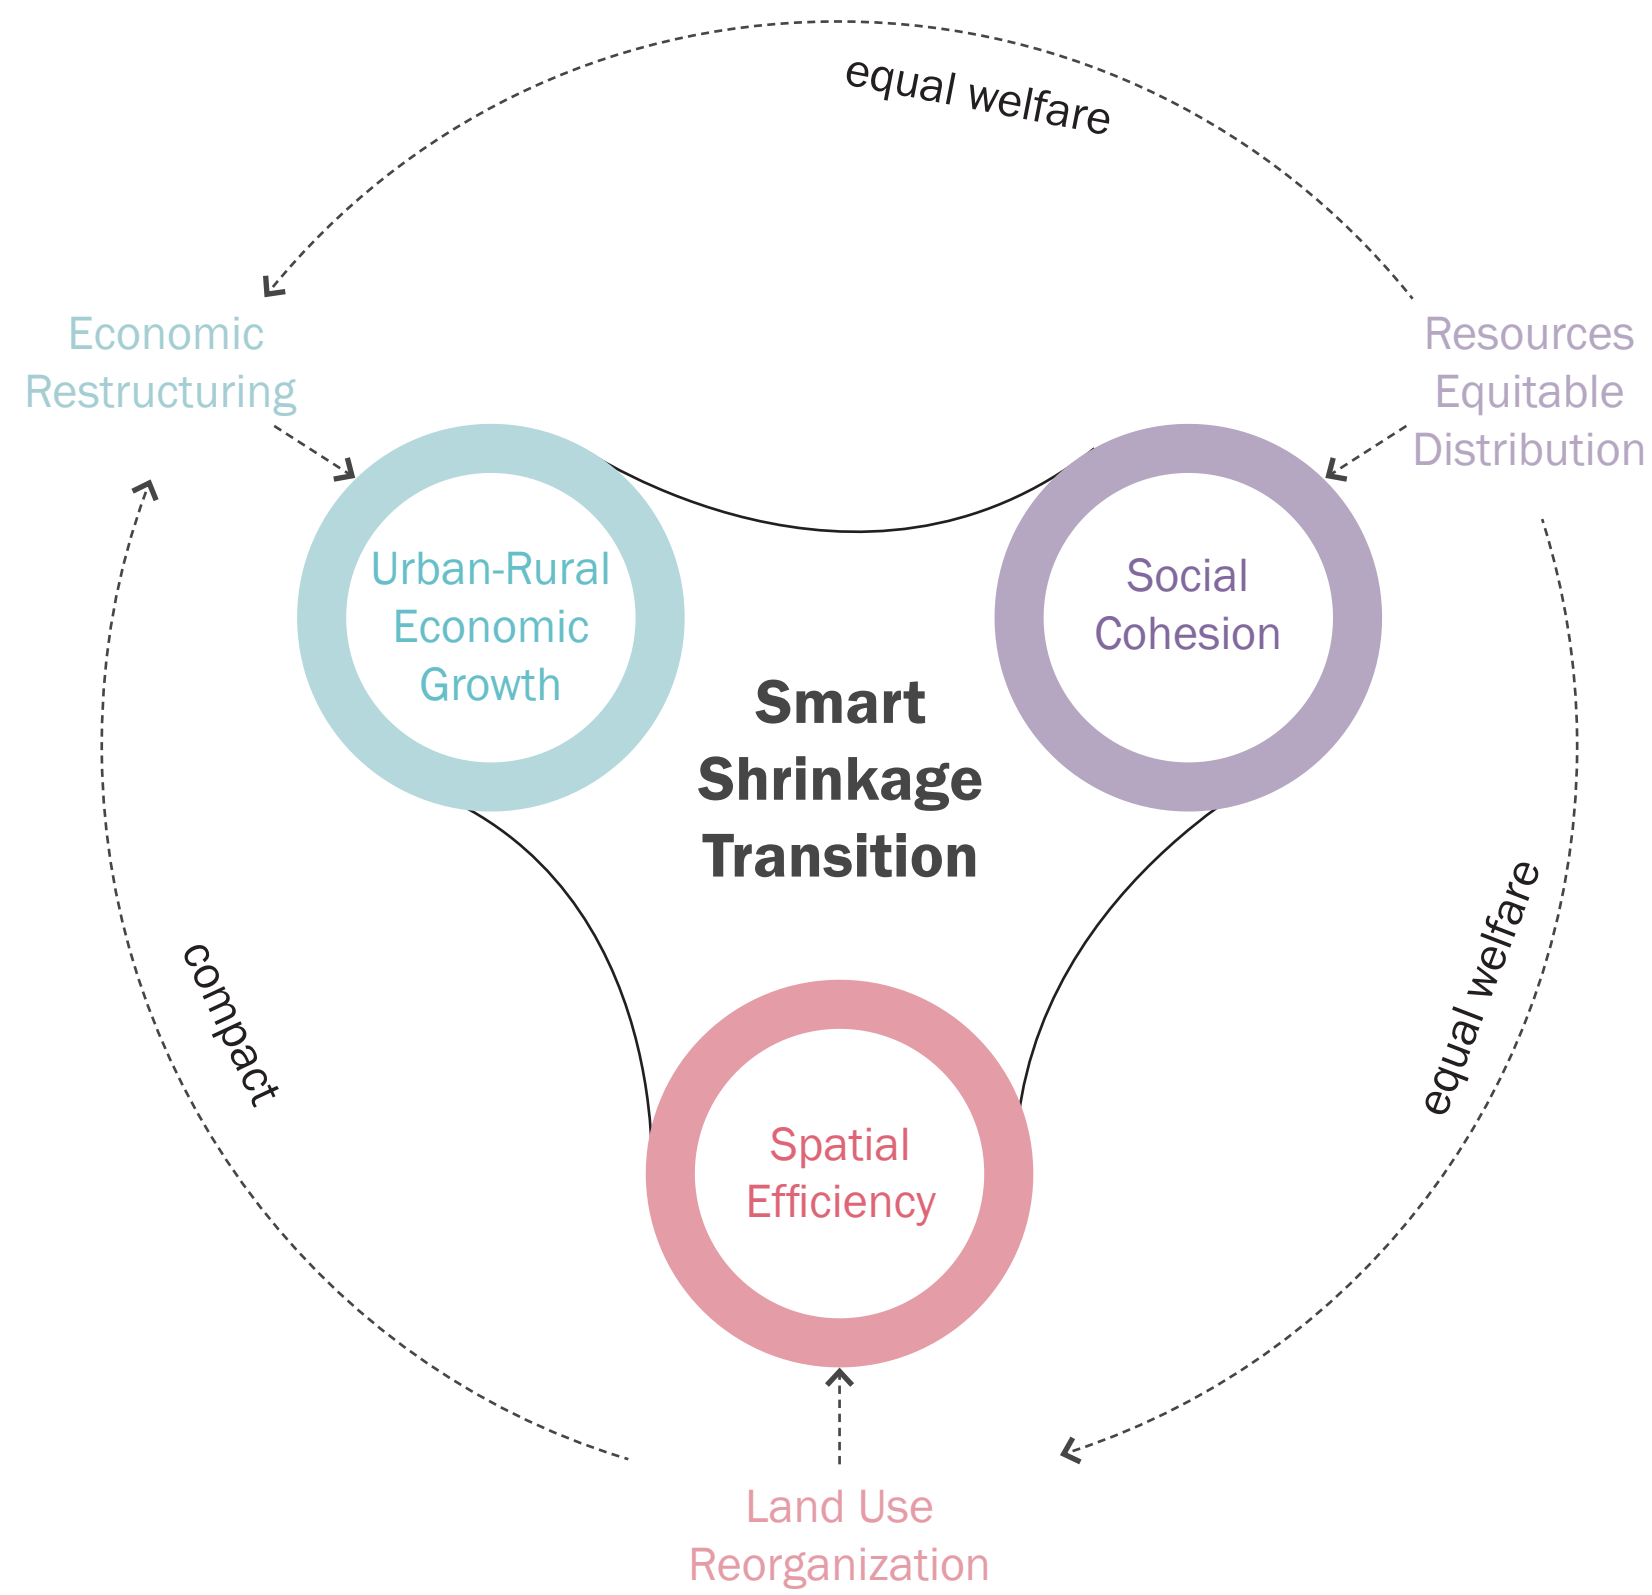 equal welfare
Economic
Restructuring
Resources
Equitable
Distribution
Urban-Rural
Economic
Growth
Social
Cohesion
Smart
Shrinkage
Transition
compact
equal welfare
Spatial
Efficiency
Land Use
Reorganization